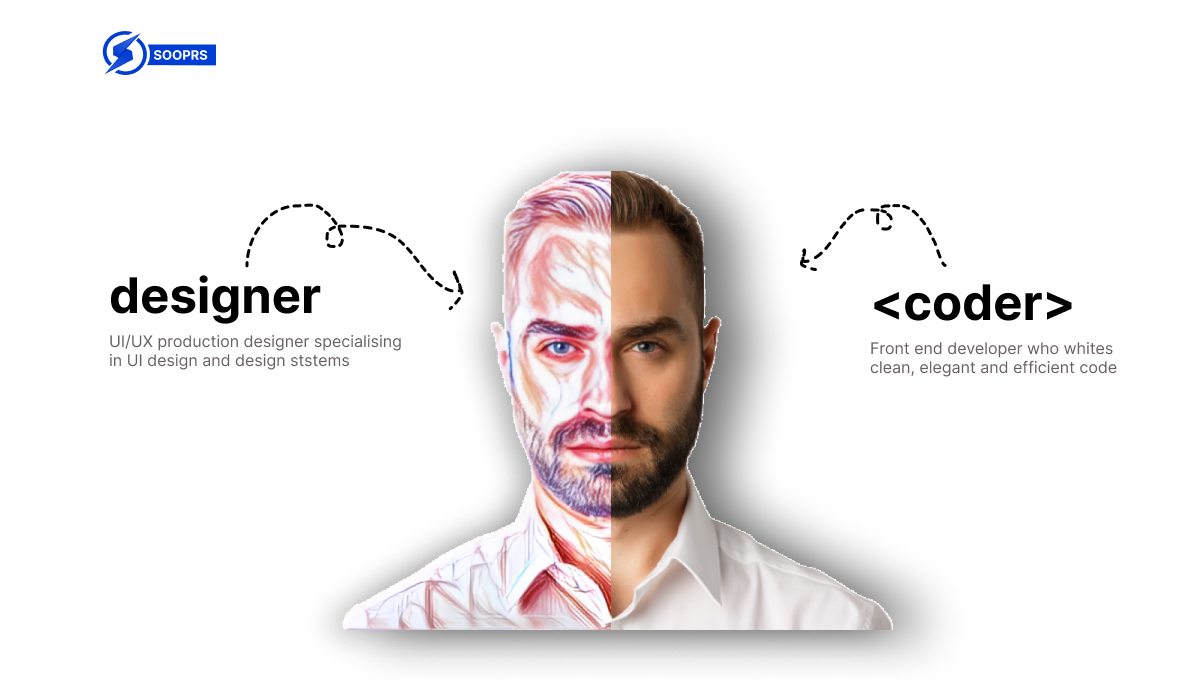 SOOPRS
designer
UI/UX production designer specialising
in UI design and design ststems
<coder>
Front end developer who whites
clean, elegant and efficient code